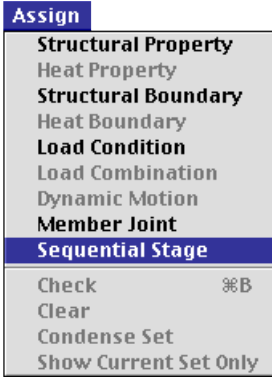 Assign
Structural Property
Heat Property
Structural Boundary
Heat Boundary
Load Condition
Load Combination
Dynamic Motion
Member Joint
Sequential Stage
Check ⌘B
Clear
Condense Set
Show Current Set Only